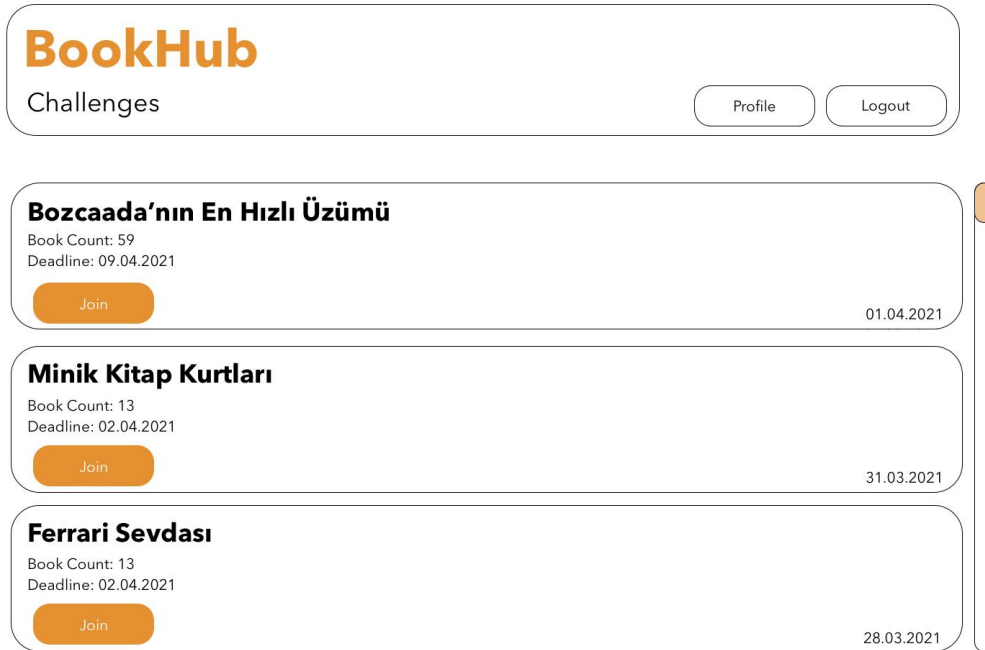 BookHub
Challenges
Profile
Logout
Bozcaada’nın En Hızlı Üzümü
Book Count: 59
Deadline: 09.04.2021
Join
01.04.2021
Minik Kitap Kurtları
Book Count: 13
Deadline: 02.04.2021
Join
31.03.2021
Ferrari Sevdası
Book Count: 13
Deadline: 02.04.2021
Join
28.03.2021